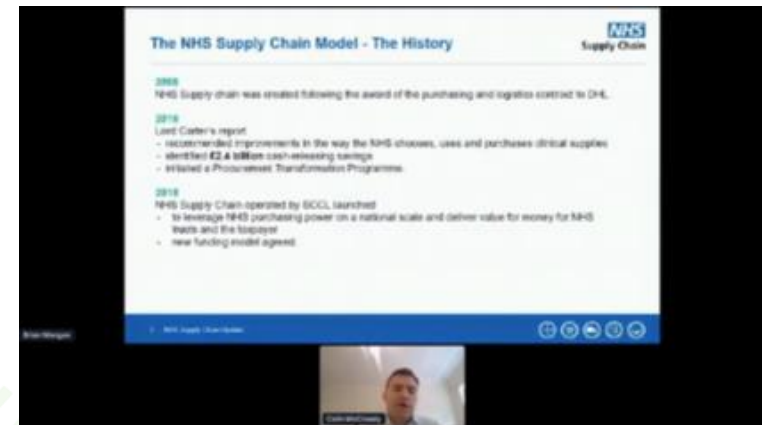 The NHS Supply Chain Model - The History
NHS
Supply Chain
NHS Supply chain was created following the award of the purchasing and logistics contract to DHL.
Lord Carter's report
- recommended improvements in the way the NHS chooses, uses and purchases clinical supplies
- identified £2.4 billion cash-releasing savings
- initiated a Procurement Transformation Programme
2018
NHS Supply Chain operated by SCCL launched
- to leverage NHS purchasing power on a national scale and deliver value for money for NHS
trusts and the taxpayer
- new funding model agreed
NHS Supply Chain